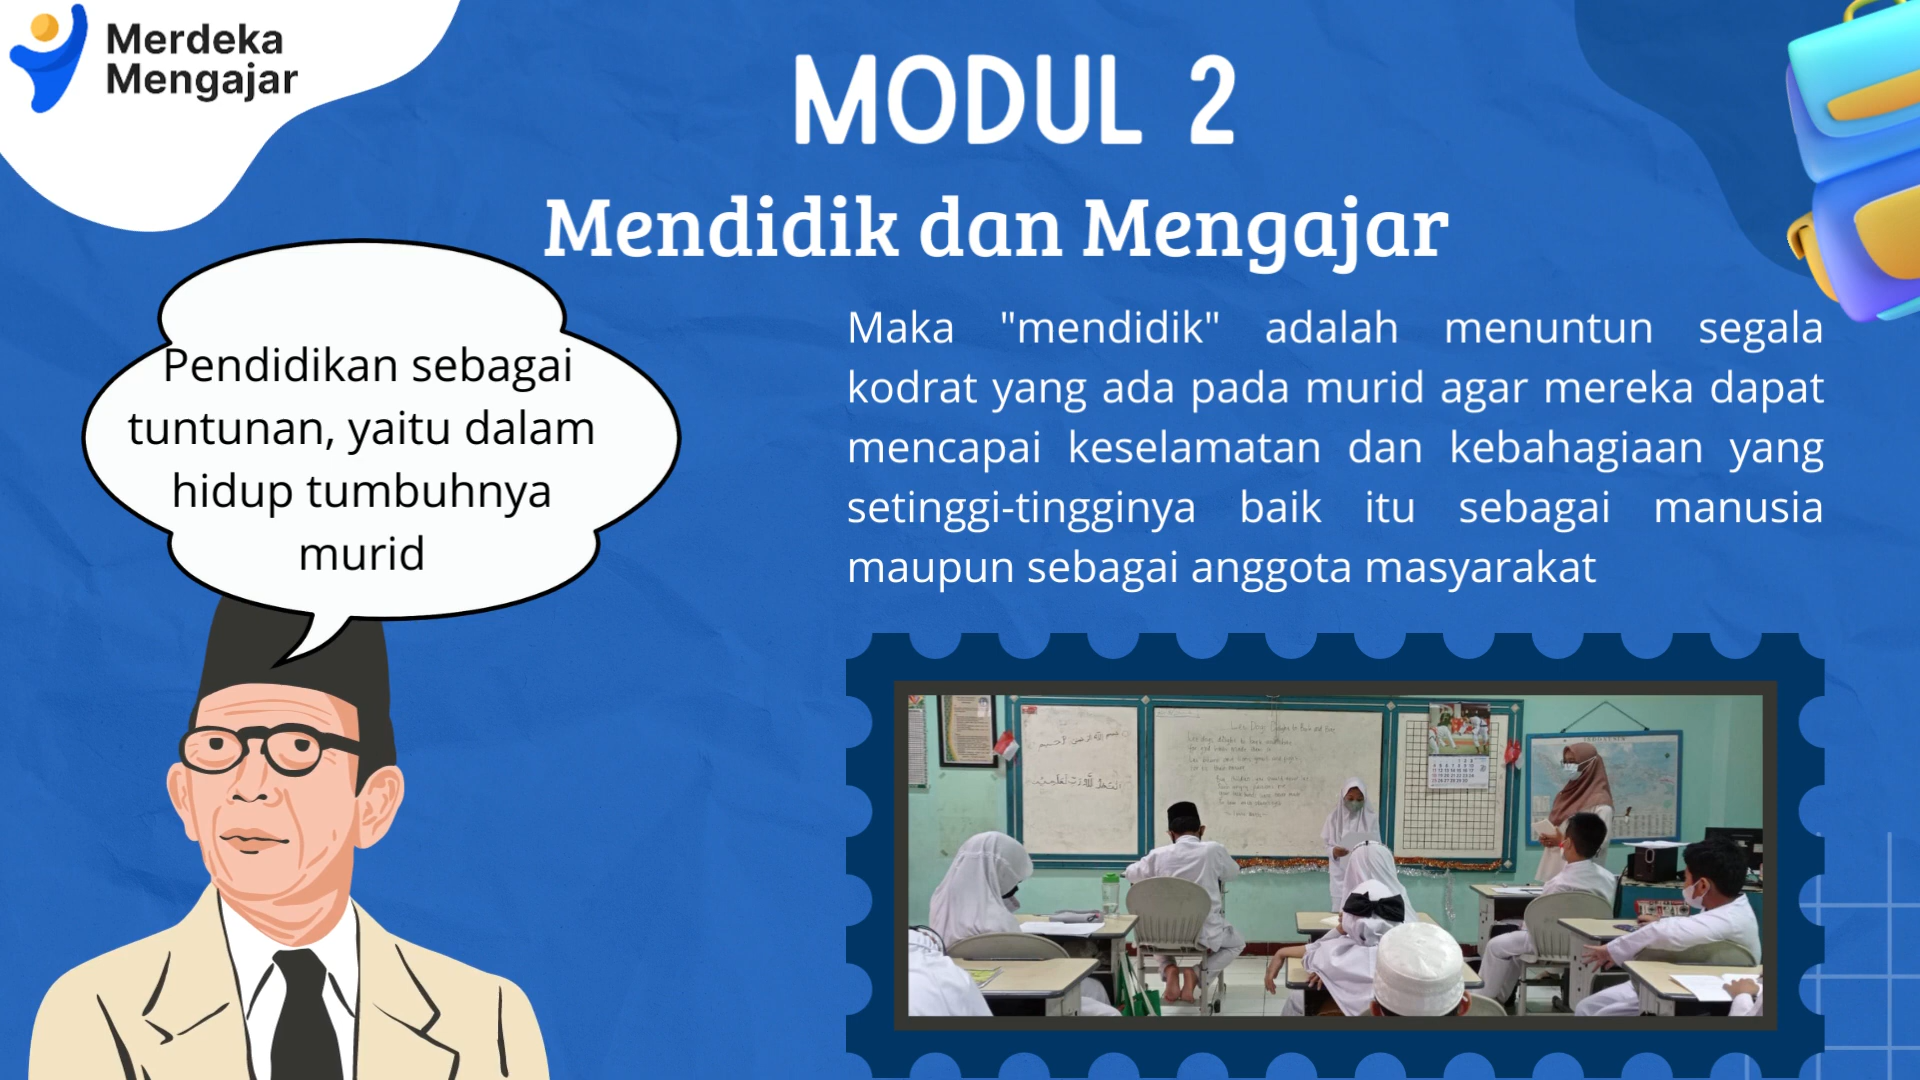 Merdeka
Mengajar
MODUL 2
Mendidik dan Mengajar
Pendidikan sebagai
tuntunan, yaitu dalam
hidup tumbuhnya
murid
Maka "mendidik" adalah menuntun segala
kodrat yang ada pada murid agar mereka dapat
mencapai keselamatan dan kebahagiaan yang
setinggi-tingginya baik itu sebagai manusia
maupun sebagai anggota masyarakat